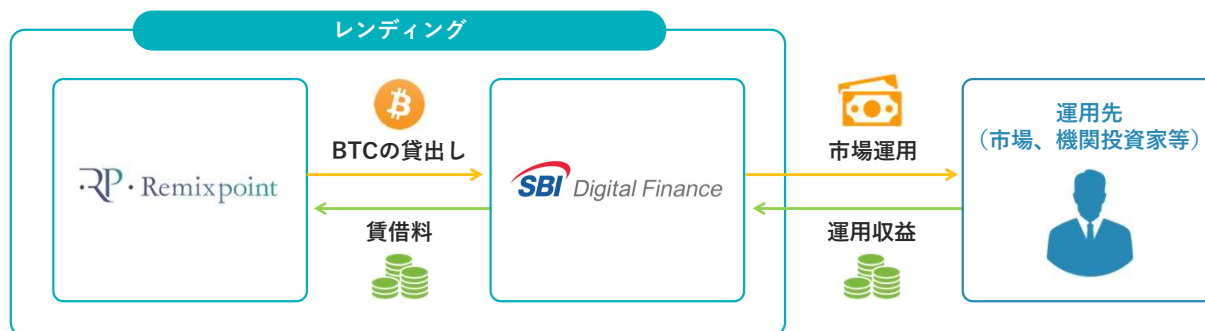 レンディング
BTCの貸出し
賃借料
RP・Remixpoint
SBI Digital Finance
市場運用
運用収益
運用先
（市場、機関投資家等）